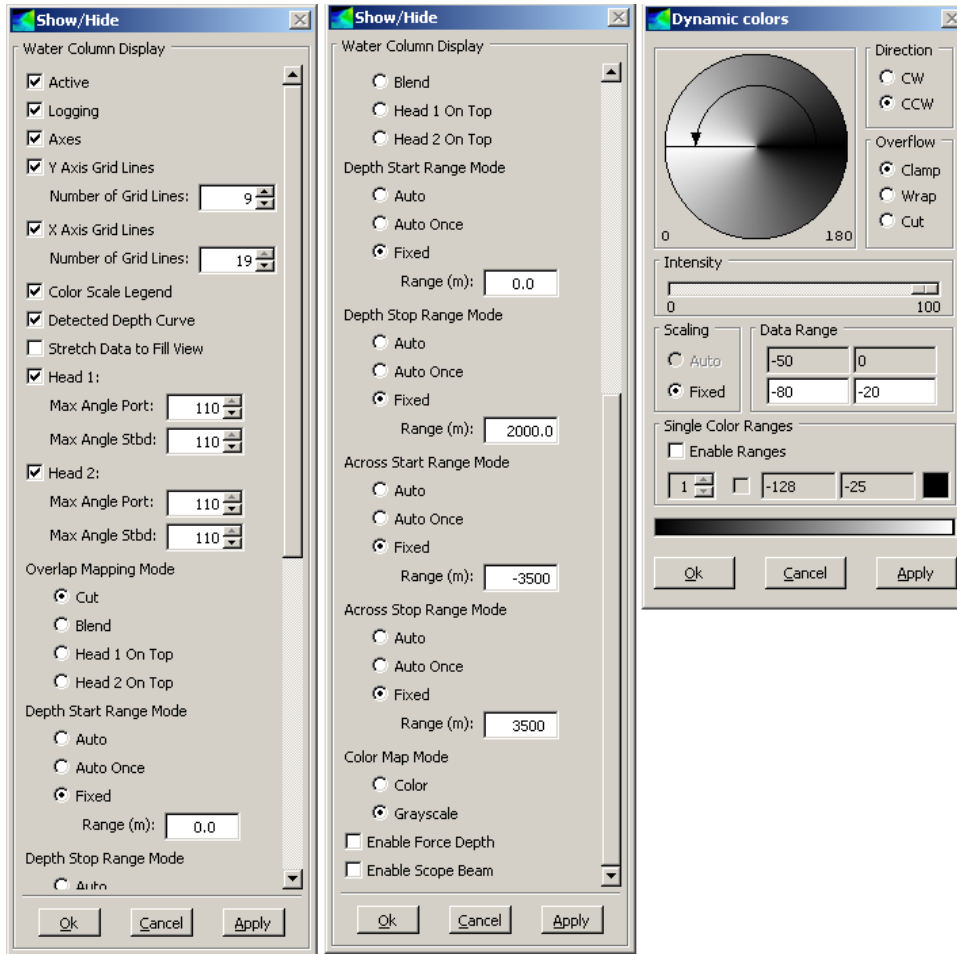 Show/Hide
Water Column Display
Active
Logging
Axes
Y Axis Grid Lines
Number of Grid Lines: 9
X Axis Grid Lines
Number of Grid Lines: 19
Color Scale Legend
Detected Depth Curve
Stretch Data to Fill View
Head 1:
Max Angle Port: 110
Max Angle Stbd: 110
Head 2:
Max Angle Port: 110
Max Angle Stbd: 110
Overlap Mapping Mode
Cut
Blend
Head 1 On Top
Head 2 On Top
Depth Start Range Mode
Auto
Auto Once
Fixed
Range (m): 0.0
Depth Stop Range Mode
Auto
Ok Cancel Apply
Show/Hide
Water Column Display
Blend
Head 1 On Top
Head 2 On Top
Depth Start Range Mode
Auto
Auto Once
Fixed
Range (m): 0.0
Depth Stop Range Mode
Auto
Auto Once
Fixed
Range (m): 2000.0
Across Start Range Mode
Auto
Auto Once
Fixed
Range (m): -3500
Across Stop Range Mode
Auto
Auto Once
Fixed
Range (m): 3500
Color Map Mode
Color
Grayscale
Enable Force Depth
Enable Scope Beam
Ok Cancel Apply
Dynamic colors
0 180
Direction
CW
CCW
Overflow
Clamp
Wrap
Cut
Intensity
0 100
Scaling
Auto
Fixed
Data Range
-50 0
-80 -20
Single Color Ranges
Enable Ranges
1 -128 -25
Ok Cancel Apply